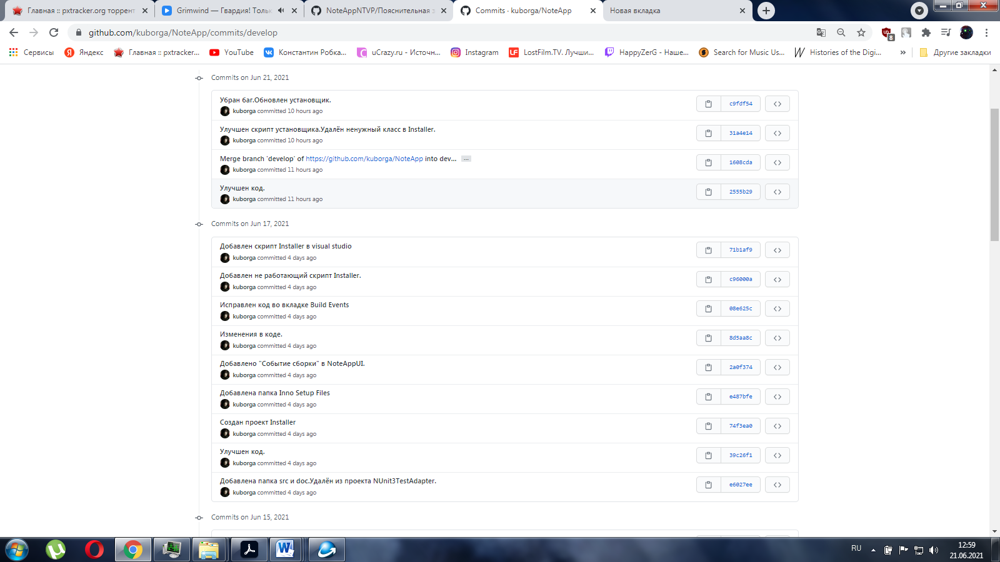 Главная :: pxtracker.org торрент
Grimwind — Гвардия! Тольк
NoteAppNTVP/Пояснительная з
Commits · kuborga/NoteApp
Новая вкладка
github.com/kuborga/NoteApp/commits/develop
8
Сервисы
Яндекс
Главная :: pxtracker...
YouTube
Константин Робка...
uCrazy.ru - Источн...
Instagram
LostFilm.TV. Лучши...
HappyZerG - Наше...
Search for Music Us...
Histories of the Digi...
»
Другие закладки
Commits on Jun 21, 2021
Убран баг.Обновлен установщик.
kuborga committed 10 hours ago
c9fdf54
Улучшен скрипт установщика.Удалён ненужный класс в Installer.
kuborga committed 10 hours ago
31a4e14
Merge branch 'develop' of https://github.com/kuborga/NoteApp into dev... ...
kuborga committed 11 hours ago
1608cda
Улучшен код.
kuborga committed 11 hours ago
2555b29
Commits on Jun 17, 2021
Добавлен скрипт Installer в visual studio
kuborga committed 4 days ago
71b1af9
Добавлен не работающий скрипт Installer.
kuborga committed 4 days ago
c96000a
Исправлен код во вкладке Build Events
kuborga committed 4 days ago
08e625c
Изменения в коде.
kuborga committed 4 days ago
8d5aa8c
Добавлено "Событие сборки" в NoteAppUI.
kuborga committed 4 days ago
2a0f374
Добавлена папка Inno Setup Files
kuborga committed 4 days ago
e487bfe
Создан проект Installer
kuborga committed 4 days ago
74f3ea0
Улучшен код.
kuborga committed 4 days ago
39c26f1
Добавлена папка src и doc.Удалён из проекта NUnit3TestAdapter.
kuborga committed 4 days ago
e6027ee
Commits on Jun 15, 2021
RU
12:59
21.06.2021